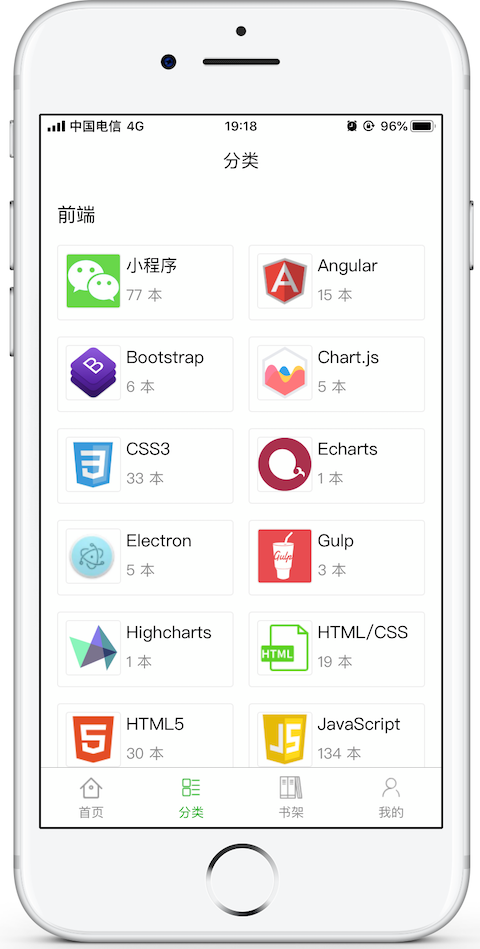 中国电信 4G 19:18 96%
分类
前端
小程序
77 本
Angular
15 本
Bootstrap
6 本
Chart.js
5 本
CSS3
33 本
Echarts
1 本
Electron
5 本
Gulp
Gulp
3 本
Highcharts
1 本
HTML
HTML/CSS
19 本
HTML5
30 本
JS
JavaScript
134 本
首页 分类 书架 我的